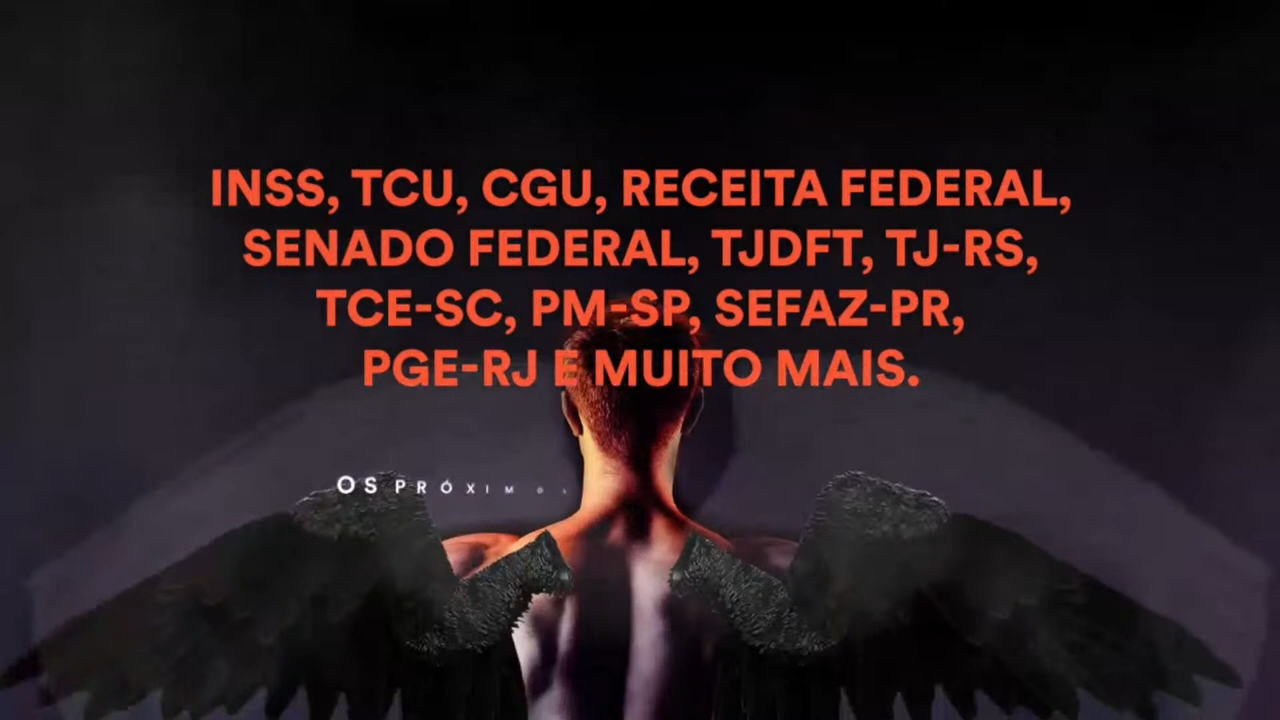 INSS, TCU, CGU, RECEITA FEDERAL,
SENADO FEDERAL, TJDFT, TJ-RS,
TCE-SC, PM-SP, SEFAZ-PR,
PGE-RJ E MUITO MAIS.
OS